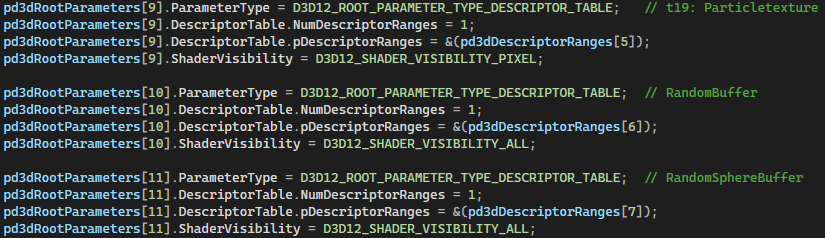 pd3dRootParameters[9].ParameterType = D3D12_ROOT_PARAMETER_TYPE_DESCRIPTOR_TABLE;   // t19: Particletexture
pd3dRootParameters[9].DescriptorTable.NumDescriptorRanges = 1;
pd3dRootParameters[9].DescriptorTable.pDescriptorRanges = &(pd3dDescriptorRanges[5]);
pd3dRootParameters[9].ShaderVisibility = D3D12_SHADER_VISIBILITY_PIXEL;

pd3dRootParameters[10].ParameterType = D3D12_ROOT_PARAMETER_TYPE_DESCRIPTOR_TABLE;  // RandomBuffer
pd3dRootParameters[10].DescriptorTable.NumDescriptorRanges = 1;
pd3dRootParameters[10].DescriptorTable.pDescriptorRanges = &(pd3dDescriptorRanges[6]);
pd3dRootParameters[10].ShaderVisibility = D3D12_SHADER_VISIBILITY_ALL;

pd3dRootParameters[11].ParameterType = D3D12_ROOT_PARAMETER_TYPE_DESCRIPTOR_TABLE;  // RandomSphereBuffer
pd3dRootParameters[11].DescriptorTable.NumDescriptorRanges = 1;
pd3dRootParameters[11].DescriptorTable.pDescriptorRanges = &(pd3dDescriptorRanges[7]);
pd3dRootParameters[11].ShaderVisibility = D3D12_SHADER_VISIBILITY_ALL;